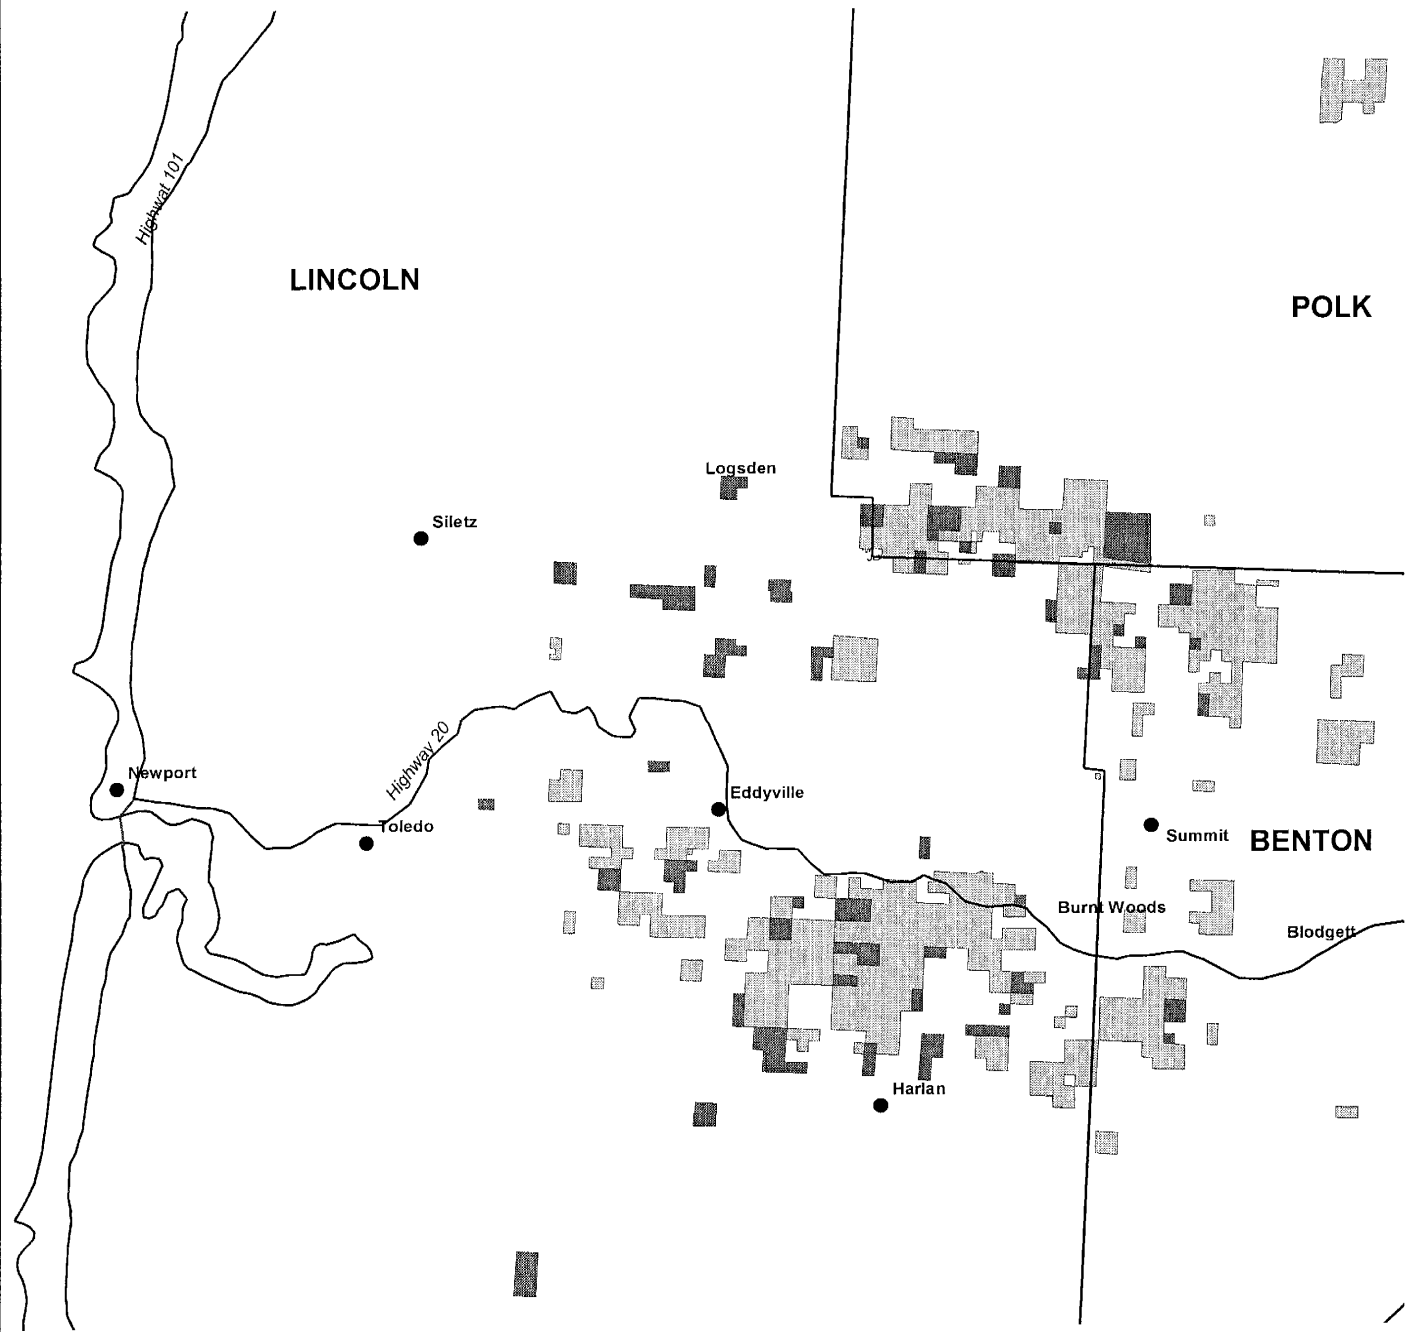 Highwat 101
LINCOLN
POLK
Logsden
Siletz
Highway 20
Newport
Eddyville
Toledo
Summit
BENTON
Burnt Woods
Blodgett
Harlan